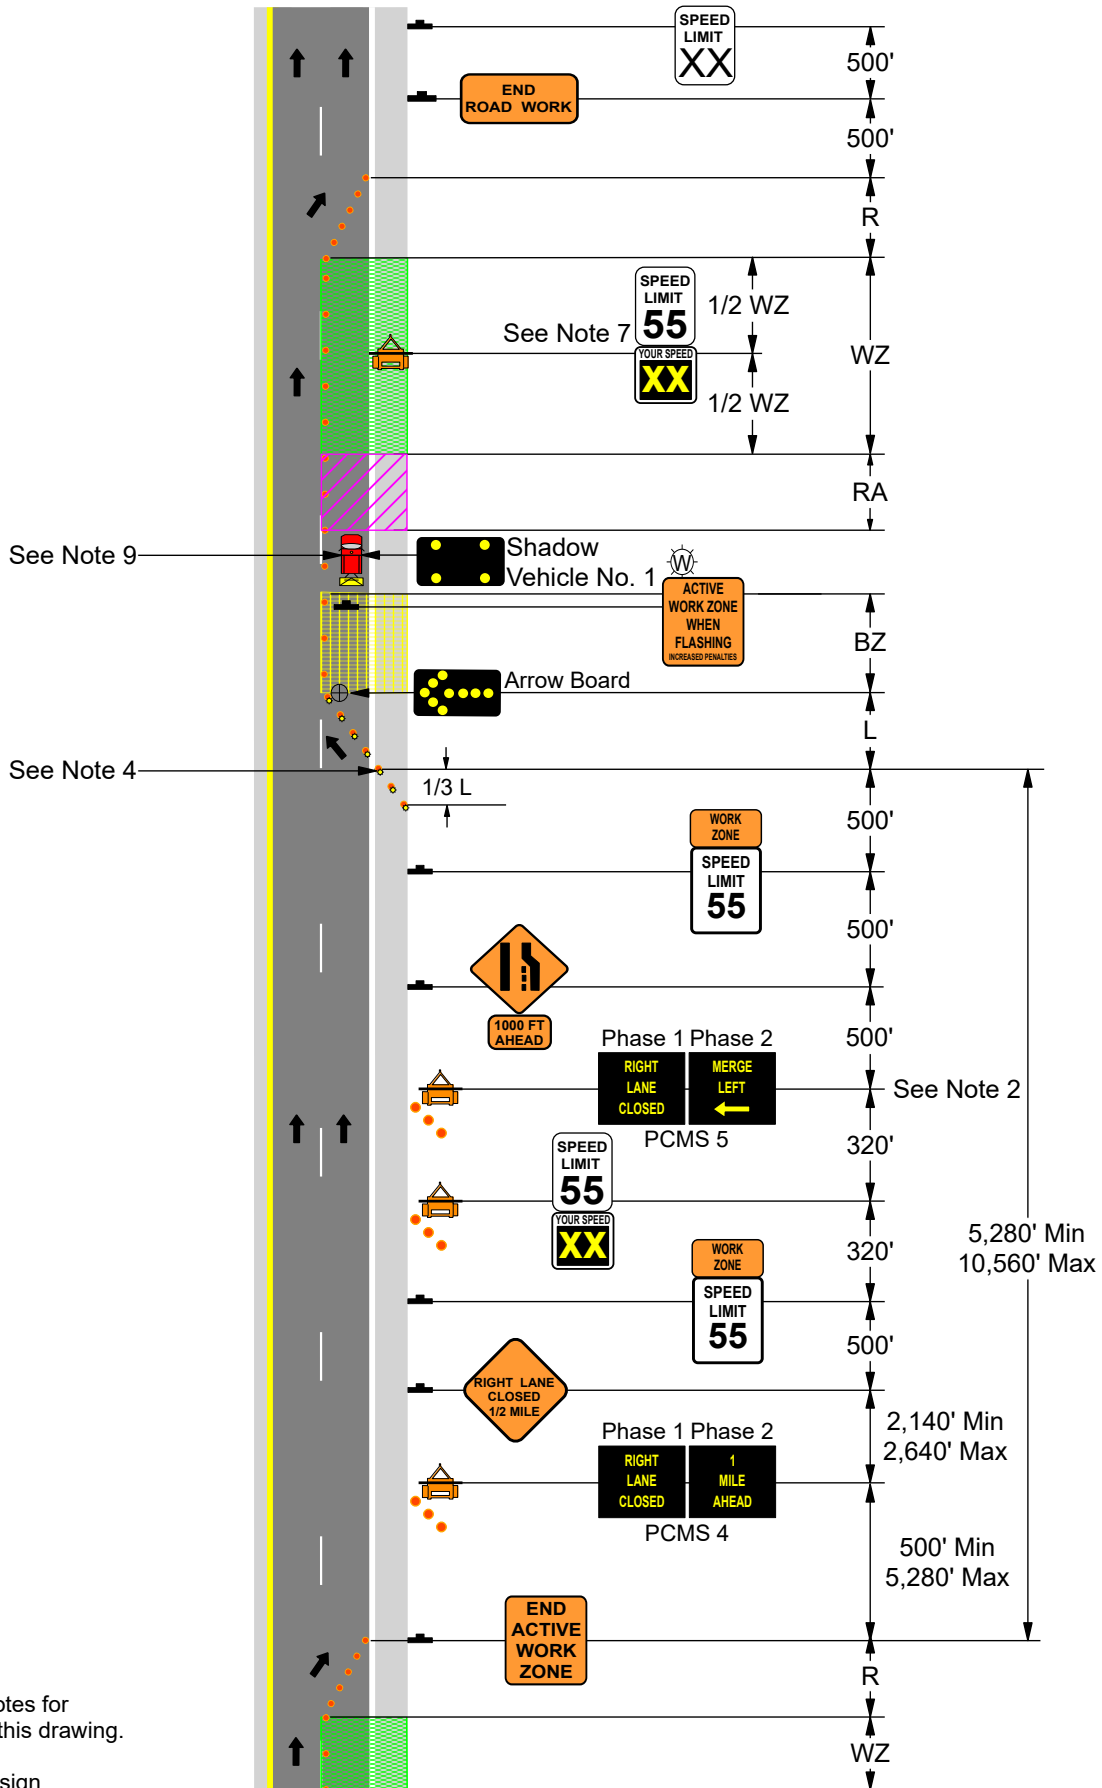 SPEED
LIMIT
XX
500'
END
ROAD WORK
500'
R
SPEED
LIMIT
55
YOUR SPEED
XX
See Note 7
1/2 WZ
1/2 WZ
WZ
RA
See Note 9
Shadow
Vehicle No. 1
W
ACTIVE
WORK ZONE
WHEN
FLASHING
INCREASED PENALTIES
BZ
Arrow Board
L
See Note 4
1/3 L
500'
WORK
ZONE
SPEED
LIMIT
55
500'
1000 FT
AHEAD
500'
Phase 1 Phase 2
RIGHT
LANE
CLOSED
MERGE
LEFT
PCMS 5
See Note 2
320'
SPEED
LIMIT
55
YOUR SPEED
XX
320'
5,280' Min
10,560' Max
WORK
ZONE
SPEED
LIMIT
55
500'
RIGHT LANE
CLOSED
1/2 MILE
2,140' Min
2,640' Max
Phase 1 Phase 2
RIGHT
LANE
CLOSED
1
MILE
AHEAD
PCMS 4
500' Min
5,280' Max
END
ACTIVE
WORK
ZONE
R
otes for
this drawing.
WZ
sign